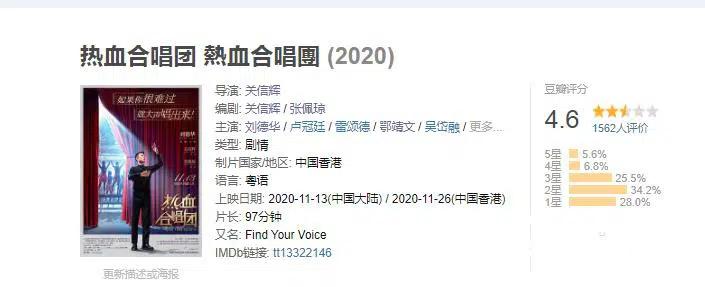 热血合唱团 熱血合唱團 (2020)
如果你很难过
就大声唱出来!
刘德华
11.13
热血
合唱团
更新描述或海报
导演: 关信辉
编剧: 关信辉 / 张佩琼
主演: 刘德华 / 卢冠廷 / 雷颂德 / 鄂靖文 / 吴岱融 / 更多...
类型: 剧情
制片国家/地区: 中国香港
语言: 粤语
上映日期: 2020-11-13(中国大陆) / 2020-11-26(中国香港)
片长: 97分钟
又名: Find Your Voice
IMDb链接: tt13322146
豆瓣评分
4.6
1562人评价
5星 5.6%
4星 6.8%
3星 25.5%
2星 34.2%
1星 28.0%